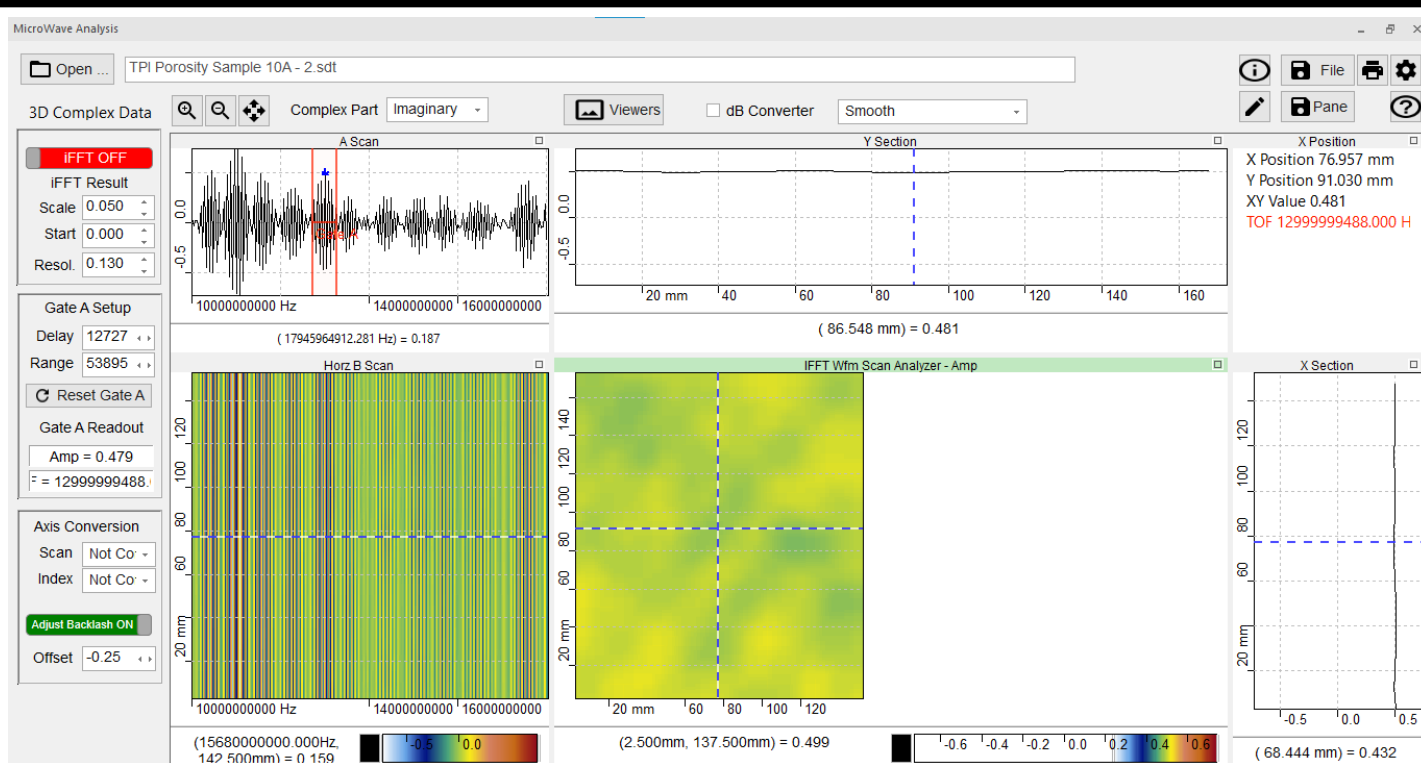 MicroWave Analysis
Open ...
TPI Porosity Sample 10A - 2.sdt
File
3D Complex Data
Complex Part
Imaginary
Viewers
dB Converter
Smooth
Pane
iFFT OFF
iFFT Result
Scale 0.050
Start 0.000
Resol. 0.130
Gate A Setup
Delay 12727
Range 53895
Reset Gate A
Gate A Readout
Amp = 0.479
= 12999999488.
Axis Conversion
Scan Not Co
Index Not Co
Adjust Backlash ON
Offset -0.25
A Scan
0.0
-0.5
10000000000 Hz 14000000000 16000000000
( 17945964912.281 Hz) = 0.187
Y Section
0.0
-0.5
20 mm 40 60 80 100 120 140 160
( 86.548 mm) = 0.481
X Position
X Position 76.957 mm
Y Position 91.030 mm
XY Value 0.481
TOF 12999999488.000 H
Horz B Scan
120
100
80
60
20 mm
10000000000 Hz 14000000000 16000000000
(15680000000.000Hz,
142.500mm) = 0.159
-0.5 0.0
IFFT Wfm Scan Analyzer - Amp
140
120
100
80
60
20 mm
20 mm 60 80 100 120
(2.500mm, 137.500mm) = 0.499
-0.6 -0.4 -0.2 0.0 0.2 0.4 0.6
X Section
120
100
80
60
20 mm
-0.5 0.0 0.5
( 68.444 mm) = 0.432